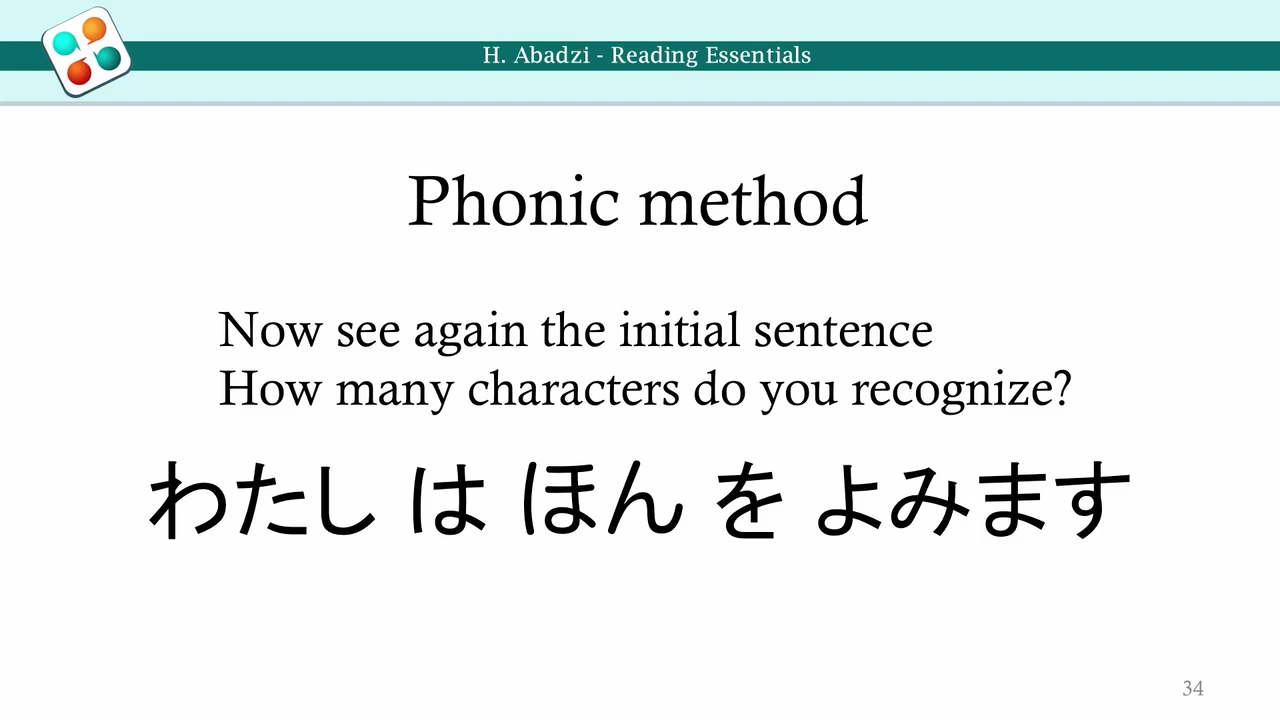 H. Abadzi - Reading Essentials
Phonic method
Now see again the initial sentence
How many characters do you recognize?
わたし は ほん を よみます
34